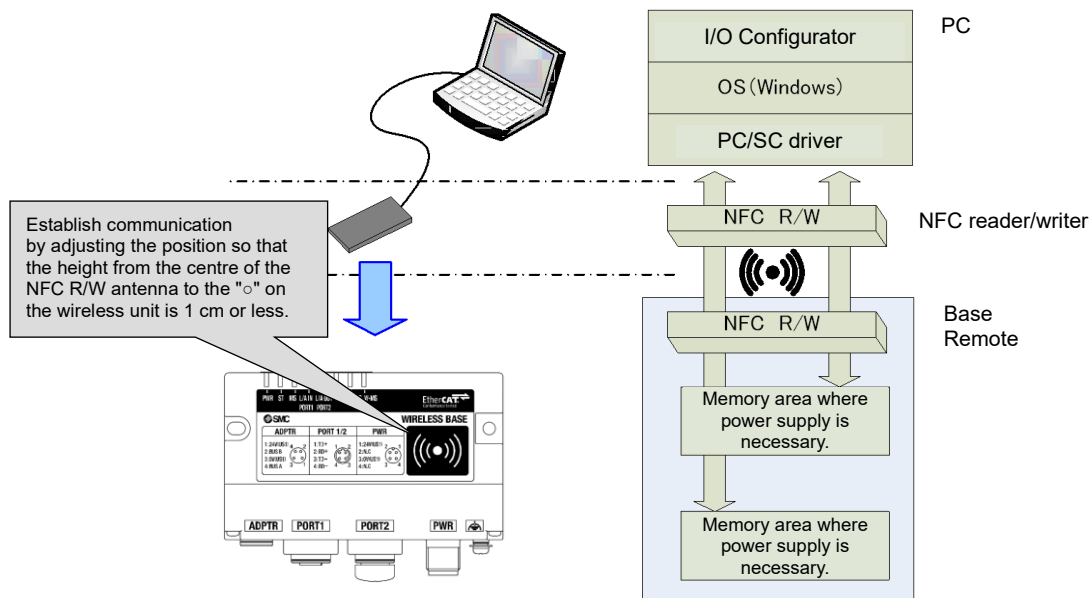 PC
I/O Configurator
OS(Windows)
PC/SC driver
NFC R/W
NFC reader/writer
Establish communication
by adjusting the position so that
the height from the centre of the
NFC R/W antenna to the "○" on
the wireless unit is 1 cm or less.
NFC R/W
Base
Remote
Memory area where
power supply is
necessary.
Memory area where
power supply is
necessary.
EtherCAT
PORT1 PORT2
SMC
WIRELESS BASE
ADPTR
PORT 1/2
PWR
ADPTR
PORT1
PORT2
PWR